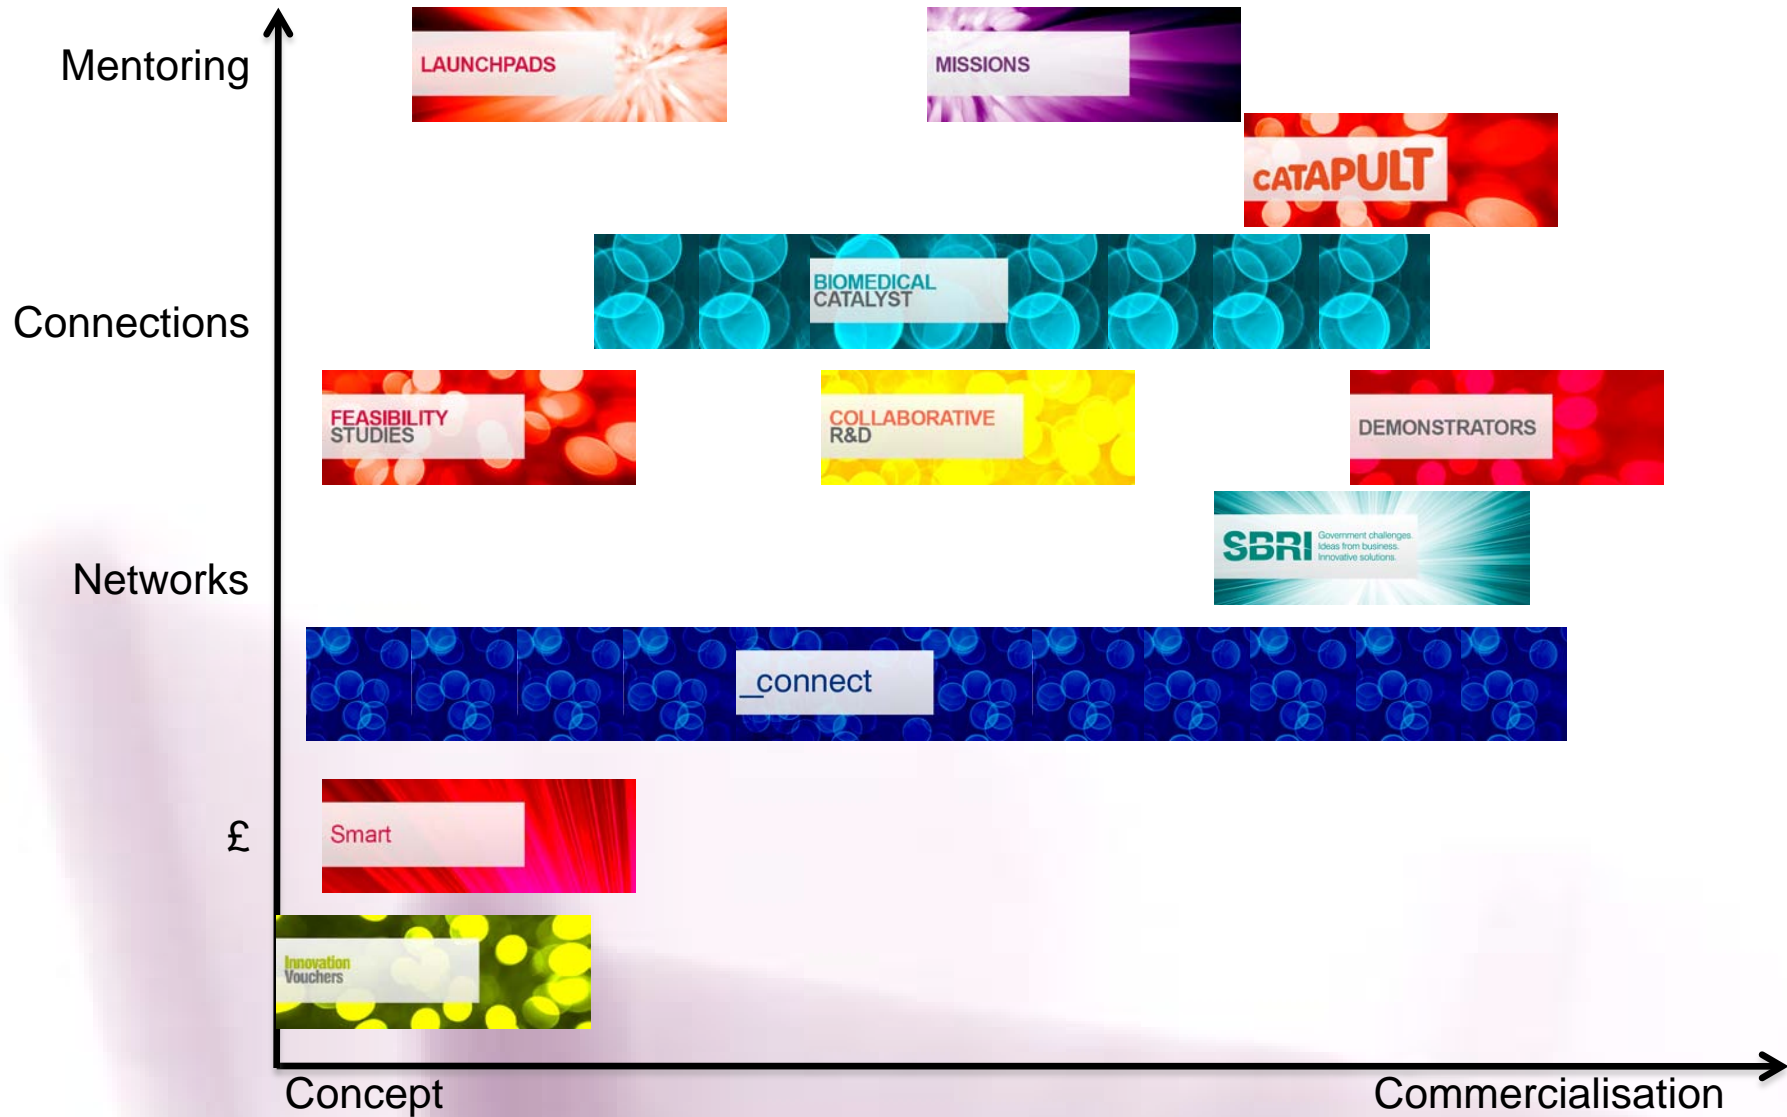 Mentoring
LAUNCHPADS
MISSIONS
CATAPULT
BIOMEDICAL
CATALYST
Connections
FEASIBILITY
STUDIES
COLLABORATIVE
R&D
DEMONSTRATORS
SBRI
Government challenges.
Ideas from business.
Innovative solutions.
Networks
_connect
£
Smart
Innovation
Vouchers
Concept
Commercialisation